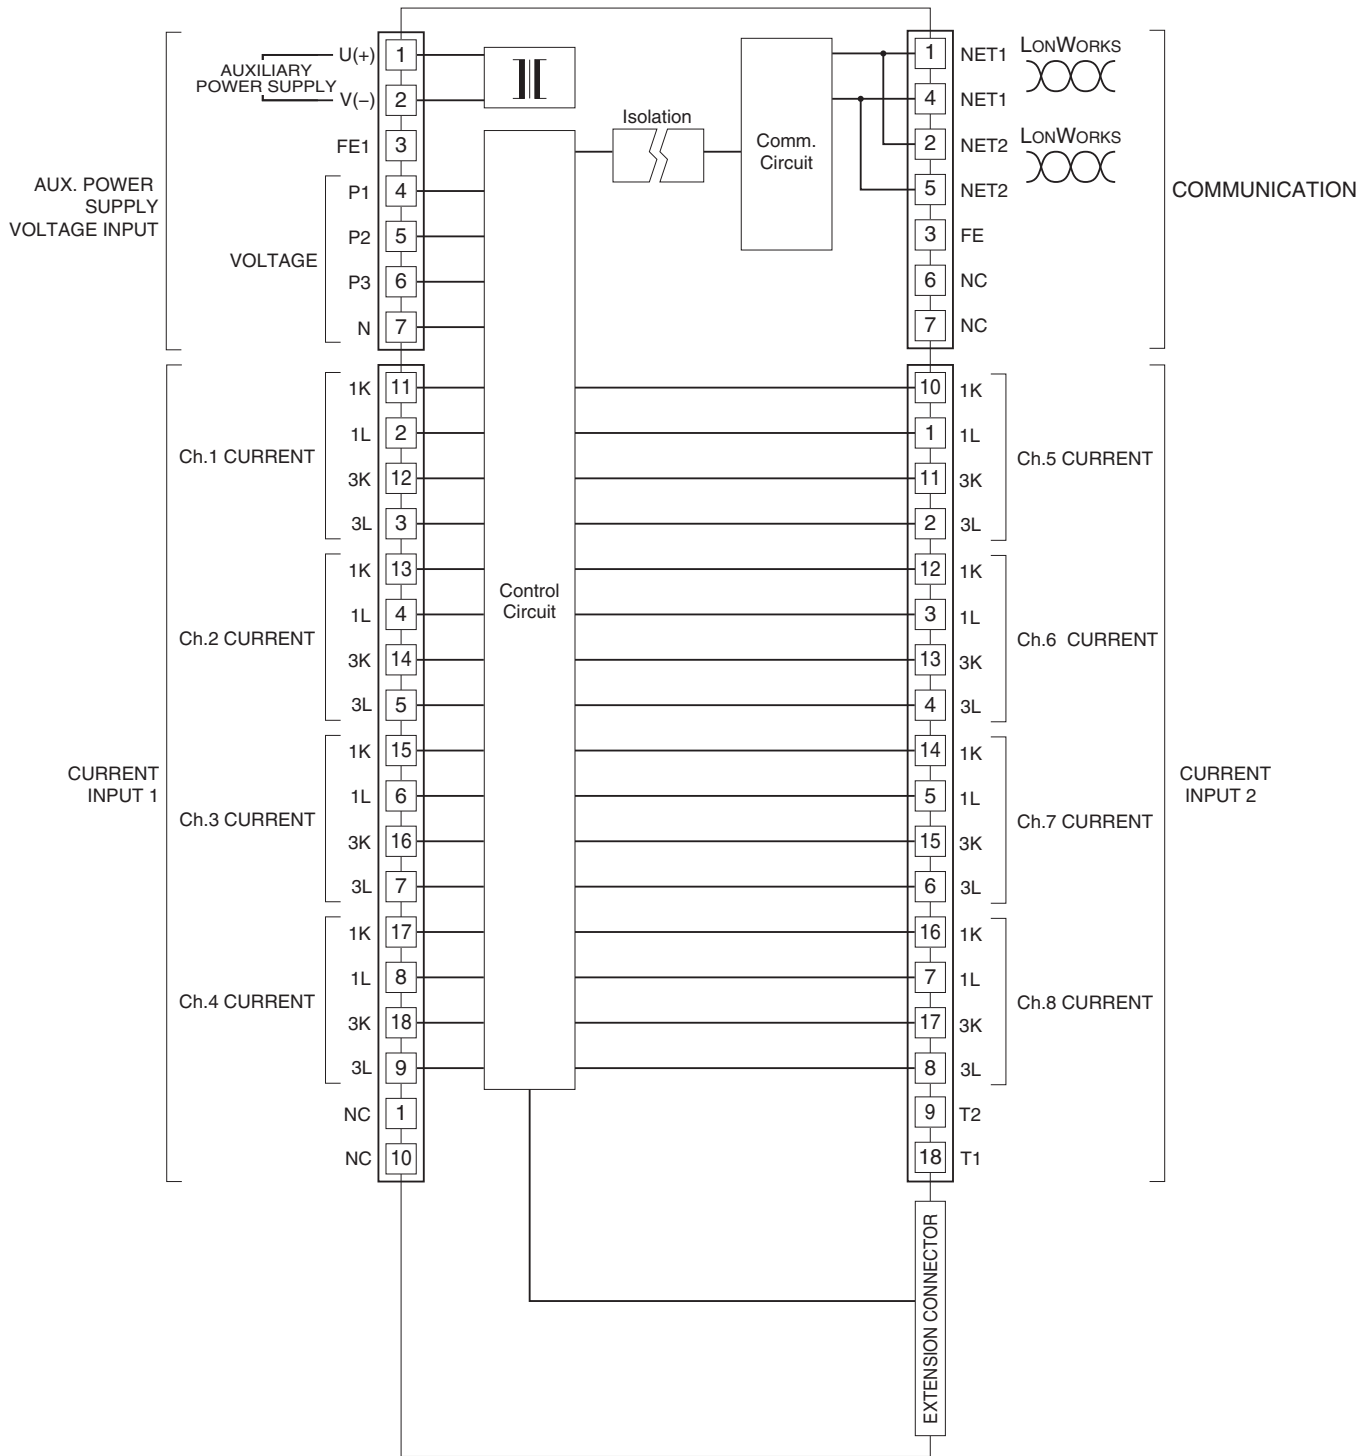 AUX. POWER
SUPPLY
VOLTAGE INPUT
AUXILIARY
POWER SUPPLY
U(+) 1
V(–) 2
FE1 3
VOLTAGE
P1 4
P2 5
P3 6
N 7
Isolation
Comm.
Circuit
1 NET1 LONWORKS
4 NET1
2 NET2 LONWORKS
5 NET2
3 FE
6 NC
7 NC
COMMUNICATION
CURRENT
INPUT 1
Ch.1 CURRENT
1K 11
1L 2
3K 12
3L 3
Ch.2 CURRENT
1K 13
1L 4
3K 14
3L 5
Ch.3 CURRENT
1K 15
1L 6
3K 16
3L 7
Ch.4 CURRENT
1K 17
1L 8
3K 18
3L 9
NC 1
NC 10
Control
Circuit
10 1K
1 1L
11 3K
2 3L
Ch.5 CURRENT
12 1K
3 1L
13 3K
4 3L
Ch.6 CURRENT
14 1K
5 1L
15 3K
6 3L
Ch.7 CURRENT
16 1K
7 1L
17 3K
8 3L
Ch.8 CURRENT
9 T2
18 T1
CURRENT
INPUT 2
EXTENSION CONNECTOR